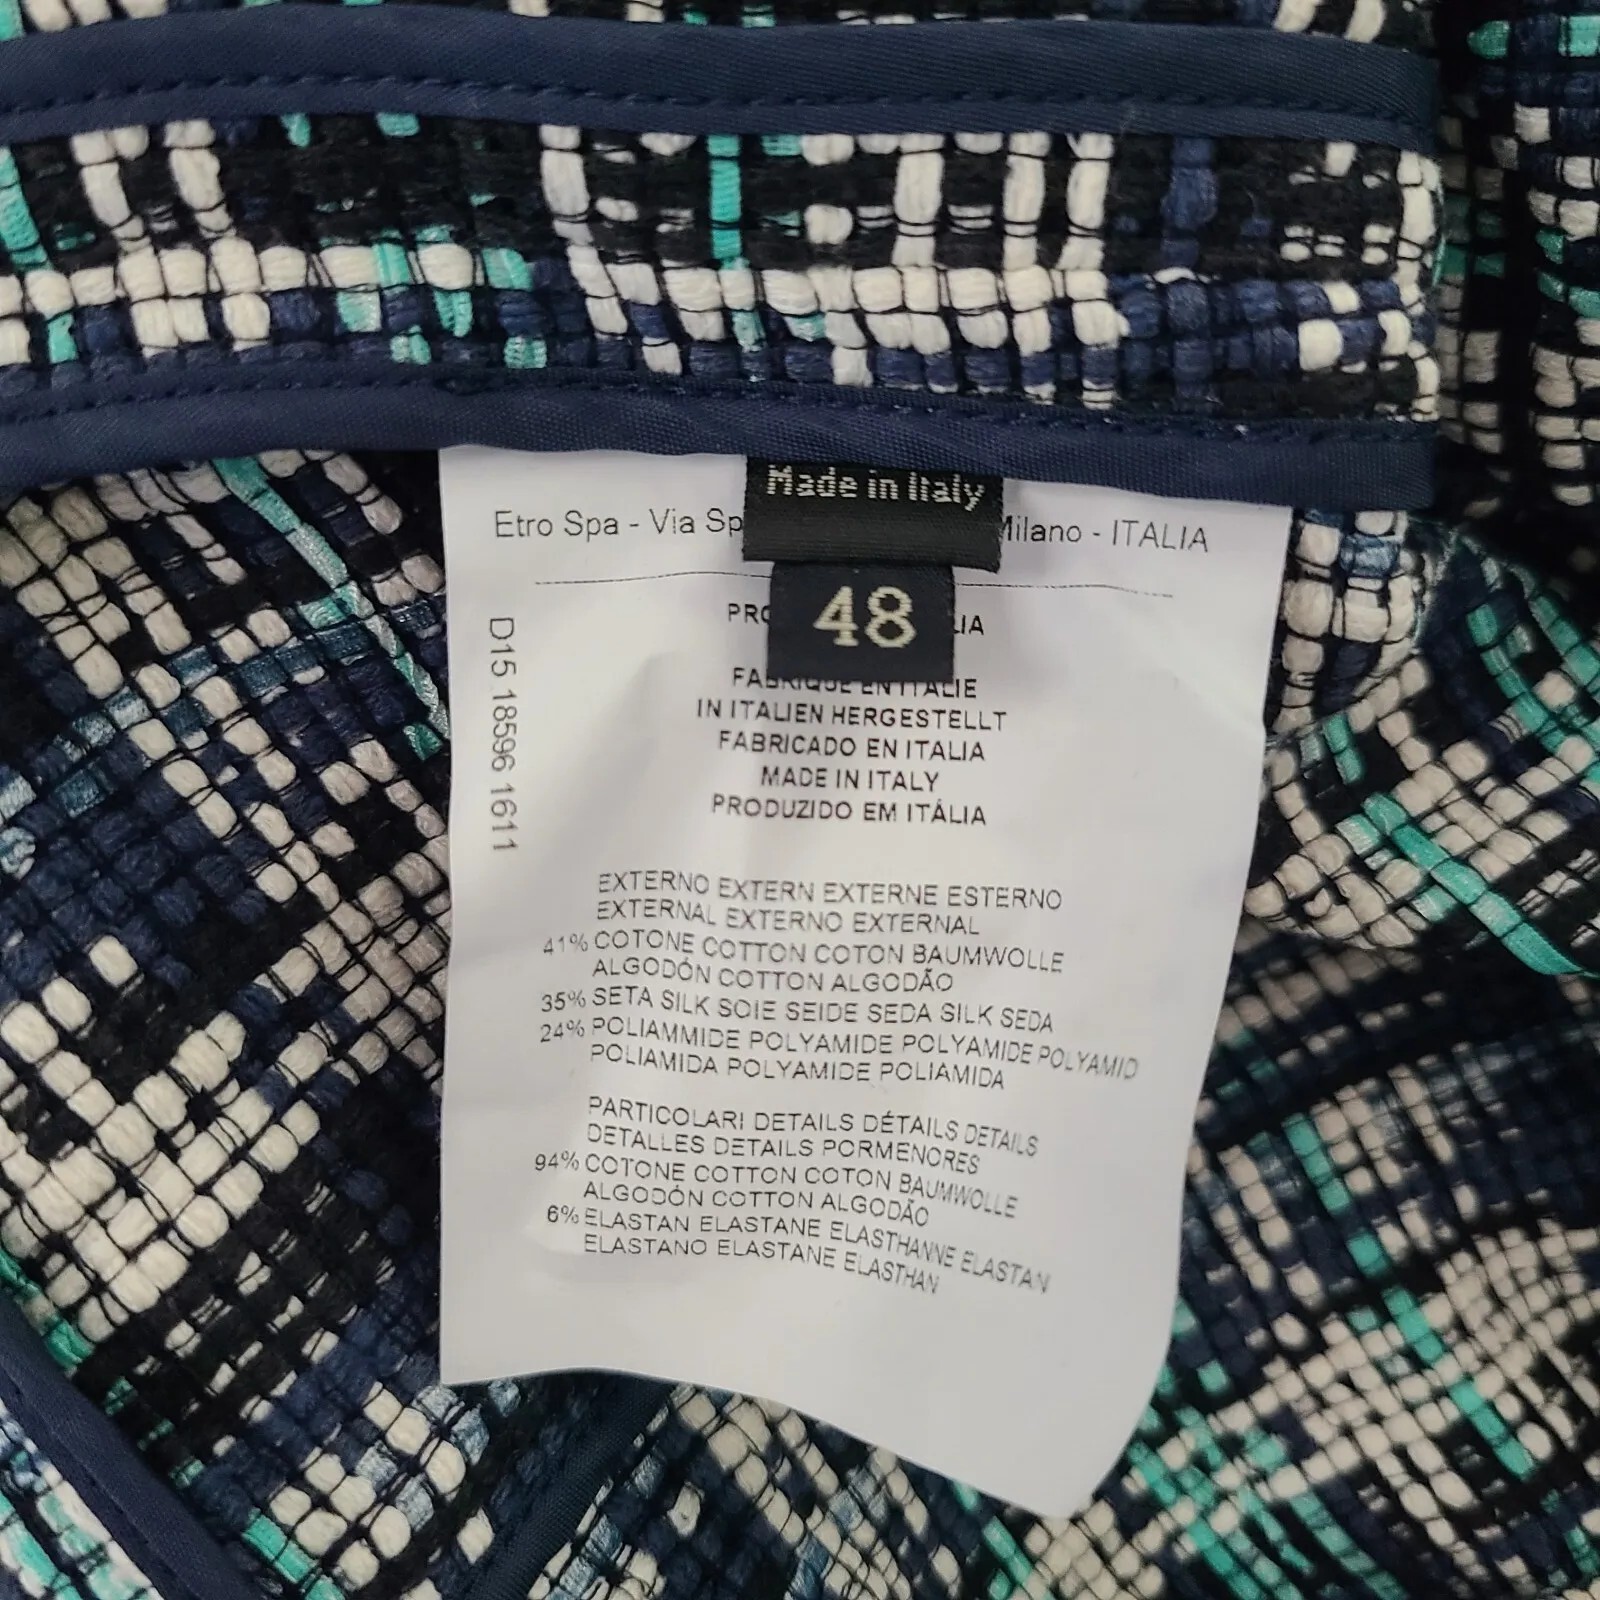 Made in Italy
Etro Spa - Via Sp Milano - ITALIA
48
FABRIQUE EN ITALIE
IN ITALIEN HERGESTELLT
FABRICADO EN ITALIA
MADE IN ITALY
PRODUZIDO EM ITÁLIA
D15 18596 1611
EXTERNO EXTERN EXTERNE ESTERNO
EXTERNAL EXTERNO EXTERNAL
41% COTONE COTTON COTON BAUMWOLLE
ALGODÓN COTTON ALGODÃO
35% SETA SILK SOIE SEIDE SEDA SILK SEDA
24% POLIAMMIDE POLYAMIDE POLYAMIDE POLYAMID
POLIAMIDA POLYAMIDE POLIAMIDA
PARTICOLARI DETAILS DÉTAILS DETAILS
DETALLES DETAILS PORMENORES
94% COTONE COTTON COTON BAUMWOLLE
ALGODÓN COTTON ALGODÃO
6% ELASTAN ELASTANE ELASTHANNE ELASTAN
ELASTANO ELASTANE ELASTHAN